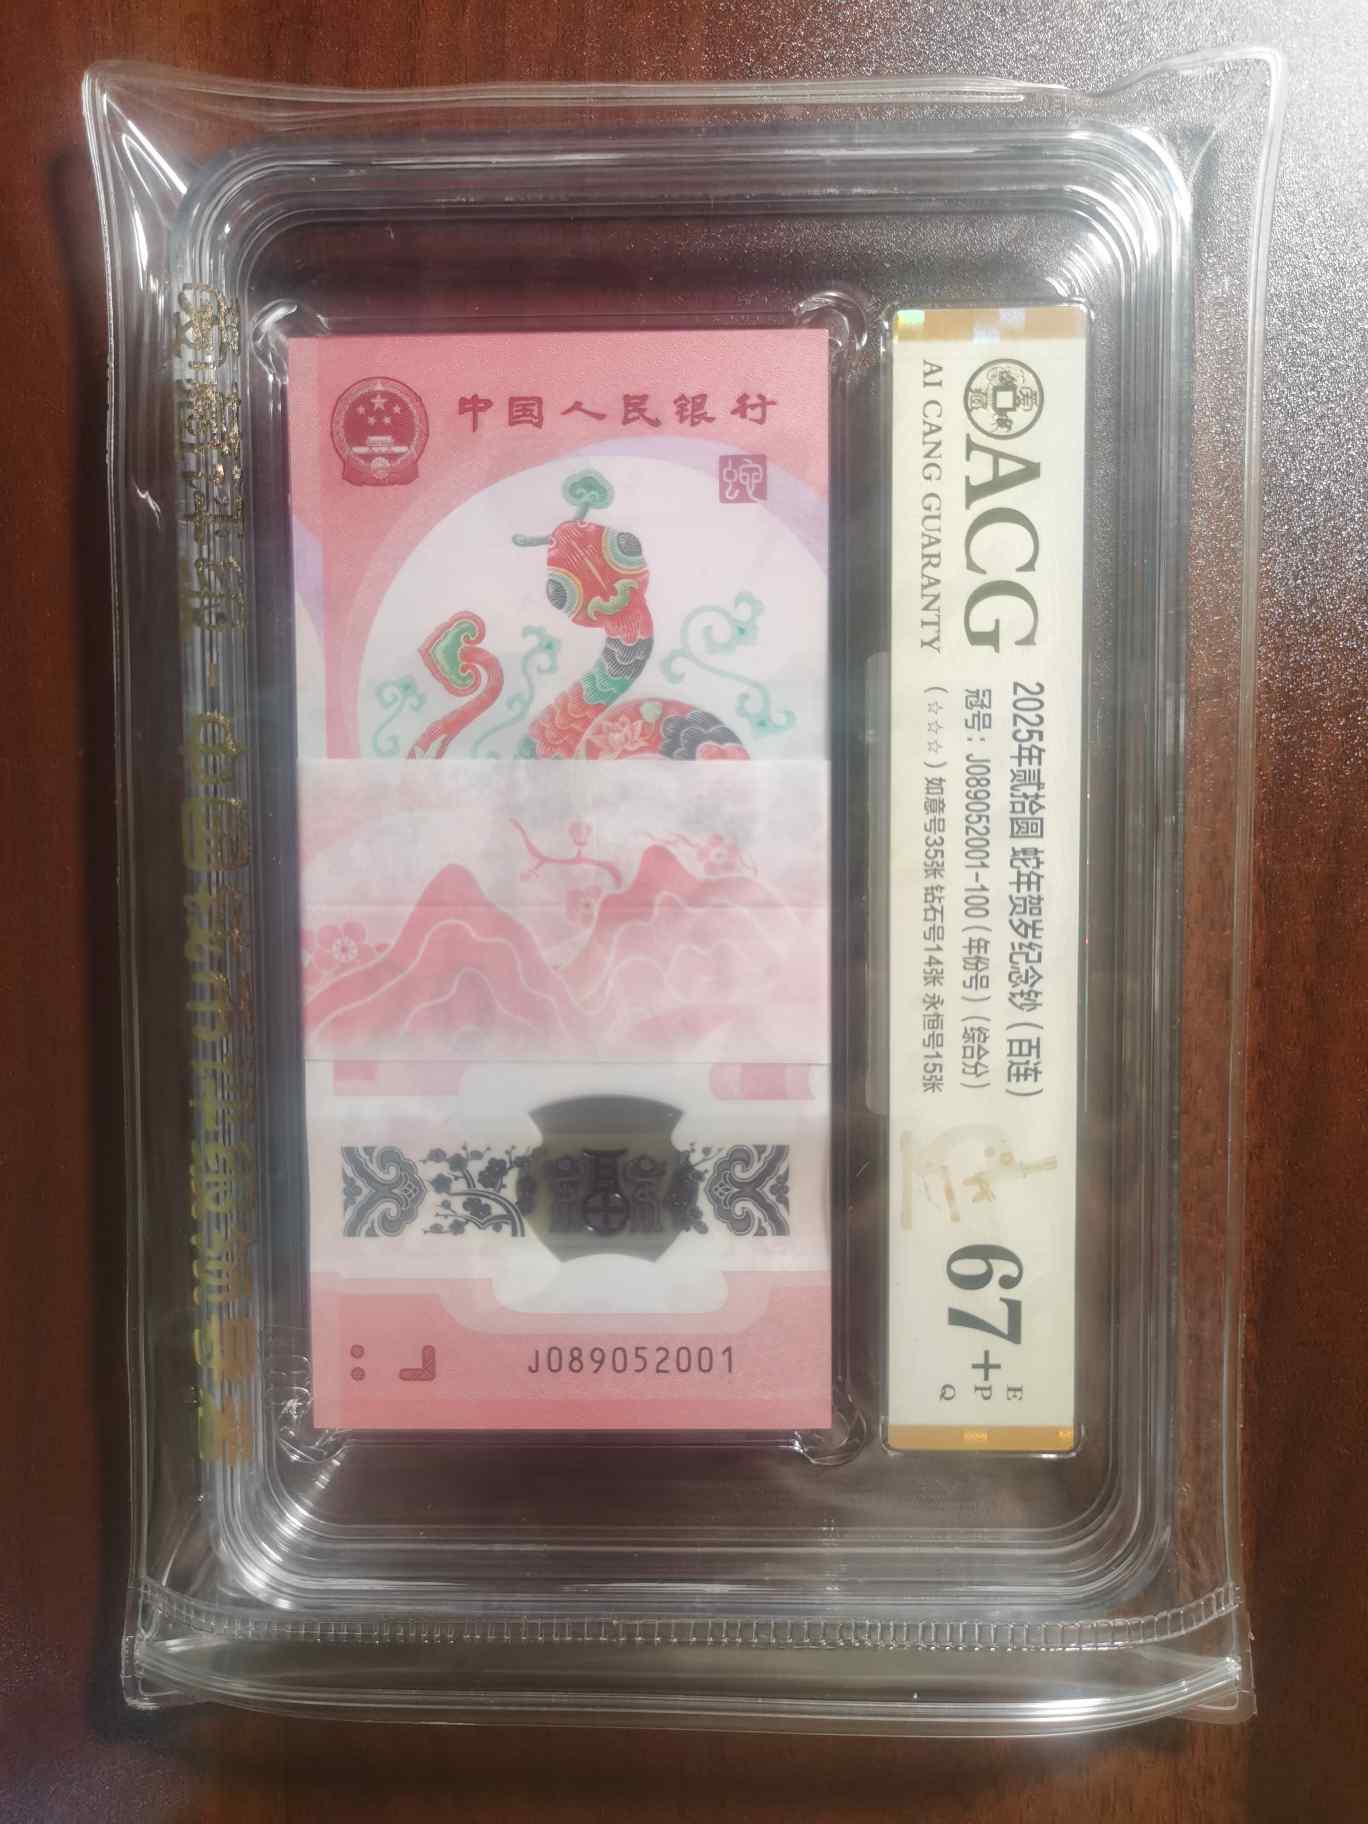 中国人民银行
蛇
J089052001
爱藏
ACG
AI CANG GUARANTY
2025年贰拾圆 蛇年贺岁纪念钞（百连）
冠号：J089052001-100（年份号）（综合分）
（☆☆☆）如意号35张 钻石号14张 永恒号15张
67+
E
P
Q